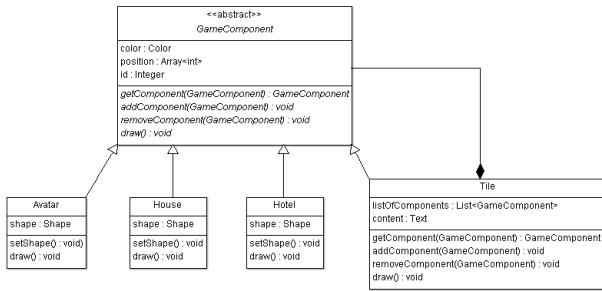 <<abstract>>
GameComponent
color : Color
position : Array<int>
id : Integer
getComponent(GameComponent) : GameComponent
addComponent(GameComponent) : void
removeComponent(GameComponent) : void
draw() : void
Avatar
shape : Shape
setShape() : void)
draw() : void
House
shape : Shape
setShape() : void
draw() : void
Hotel
shape : Shape
setShape() : void
draw() : void
Tile
listOfComponents : List<GameComponent>
content : Text
getComponent(GameComponent) : GameComponent
addComponent(GameComponent) : void
removeComponent(GameComponent) : void
draw() : void